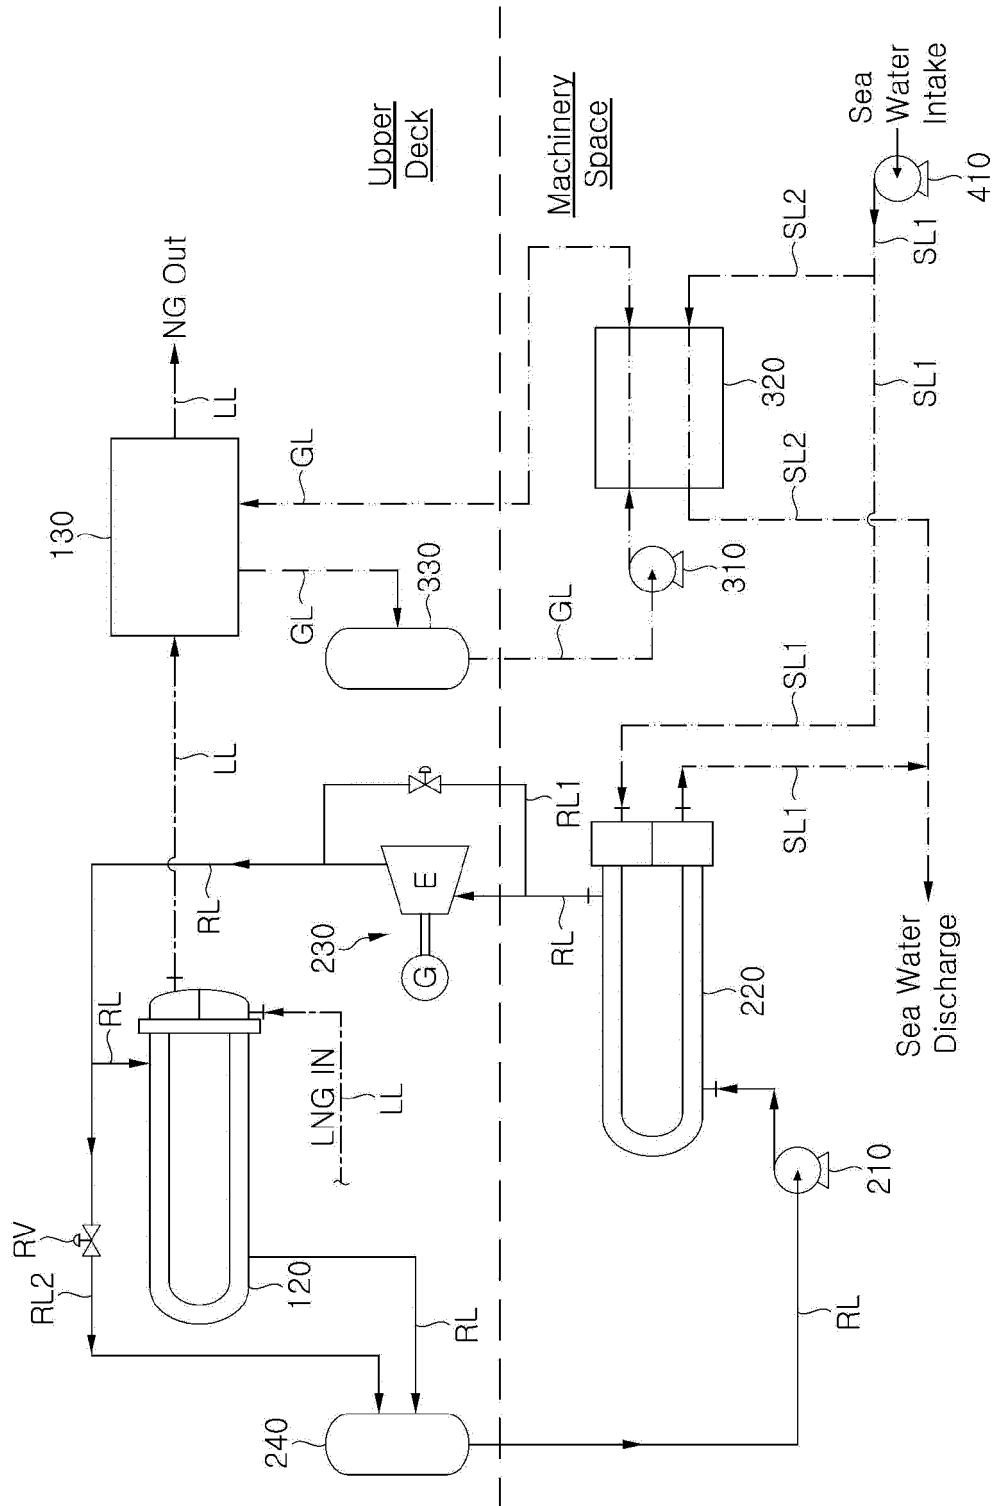 NG Out
LL
130
GL
GL
330
LL
Upper
Deck
Machinery
Space
Sea
Water
Intake
410
SL1
SL2
SL1
320
SL2
310
GL
SL1
SL1
RL
E
G
230
RL1
RL
220
RL
LNG IN
LL
RV
RL2
120
RL
240
210
RL
Sea Water
Discharge